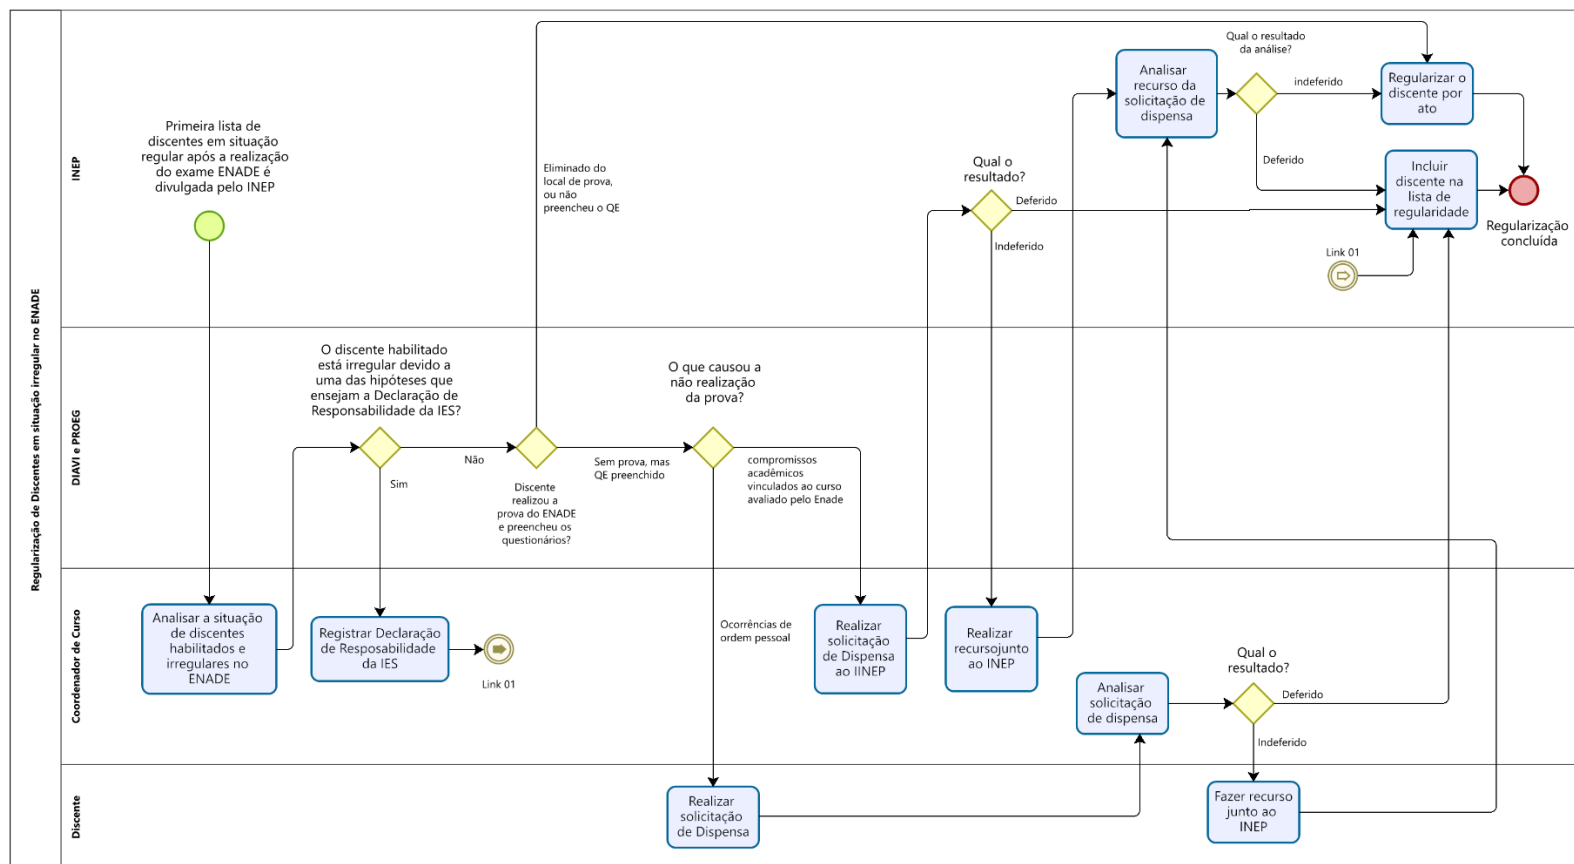 Regularização de Discentes em situação irregular no ENADE
INEP
Primeira lista de
discentes em situação
regular após a realização
do exame ENADE é
divulgada pelo INEP
Eliminado do
local de prova,
ou não
preencheu o QE
Qual o
resultado?
Deferido
Indeferido
Analisar
recurso da
solicitação de
dispensa
Qual o resultado
da análise?
indeferido
Deferido
Regularizar o
discente por
ato
Incluir
discente na
lista de
regularidade
Regularização
concluída
Link 01
DIAVI e PROEG
O discente habilitado
está irregular devido a
uma das hipóteses que
ensejam a Declaração de
Responsabilidade da IES?
Não
Sim
Discente
realizou a
prova do ENADE
e preencheu os
questionários?
Sem prova, mas
QE preenchido
O que causou a
não realização
da prova?
compromissos
acadêmicos
vinculados ao curso
avaliado pelo Enade
Coordenador de Curso
Analisar a situação
de discentes
habilitados e
irregulares no
ENADE
Registrar Declaração
de Resposabilidade
da IES
Link 01
Ocorrências de
ordem pessoal
Realizar
solicitação
de Dispensa
ao IINEP
Realizar
recursojunto
ao INEP
Analisar
solicitação
de dispensa
Qual o
resultado?
Deferido
Indeferido
Discente
Realizar
solicitação
de Dispensa
Fazer recurso
junto ao
INEP